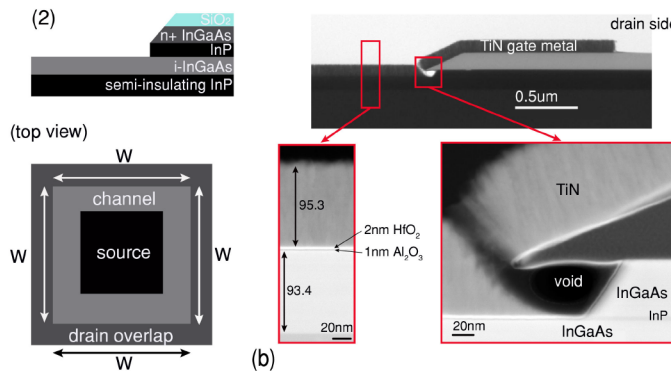 (2)
SiO₂
n+ InGaAs
InP
i-InGaAs
semi-insulating InP
(top view)
W
channel
W
source
W
drain overlap
W
drain side
TiN gate metal
0.5um
95.3
2nm HfO₂
1nm Al₂O₃
93.4
20nm
(b)
TiN
void
InGaAs
InP
20nm
InGaAs